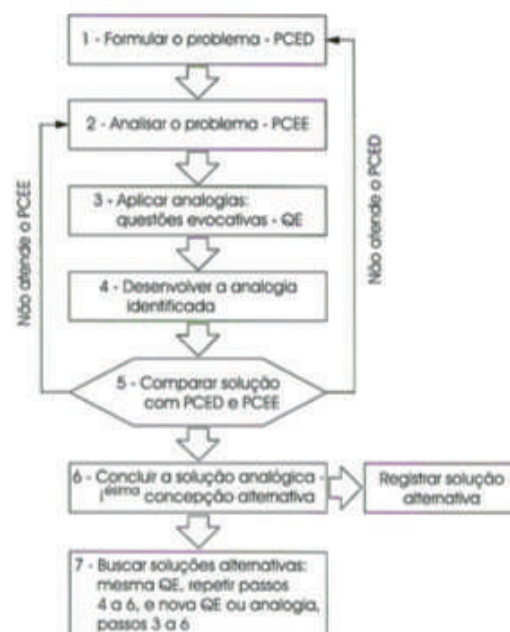 1 - Formular o problema - PCED
2 - Analisar o problema - PCEE
3 - Aplicar analogias:
questões evocativas - QE
4 - Desenvolver a analogia
identificada
5 - Comparar solução
com PCED e PCEE
Não atende o PCEE
Não atende o PCED
6 - Concluir a solução analógica -
iésima concepção alternativa
Registrar solução
alternativa
7 - Buscar soluções alternativas:
mesma QE, repetir passos
4 a 6, e nova QE ou analogia,
passos 3 a 6